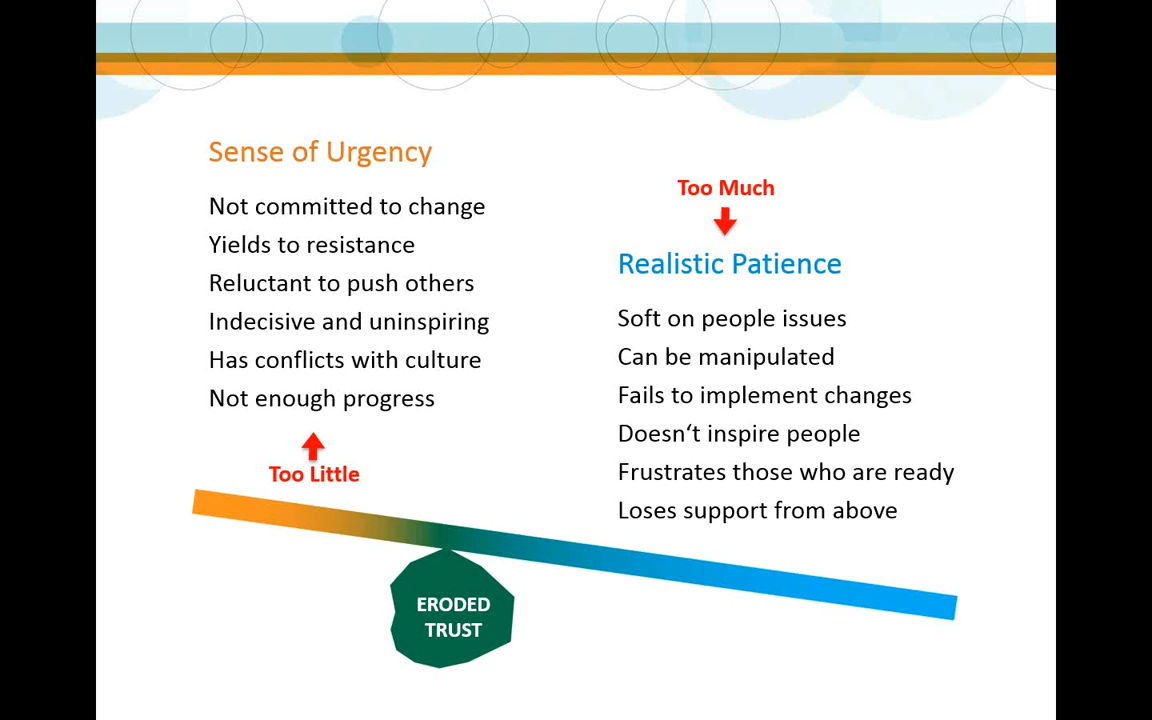 Sense of Urgency
Not committed to change
Yields to resistance
Reluctant to push others
Indecisive and uninspiring
Has conflicts with culture
Not enough progress
Too Little
Too Much
Realistic Patience
Soft on people issues
Can be manipulated
Fails to implement changes
Doesn‘t inspire people
Frustrates those who are ready
Loses support from above
ERODED
TRUST